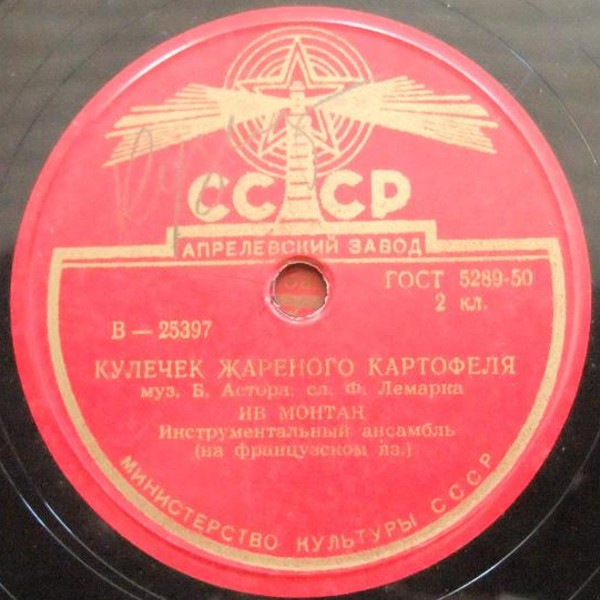 СССР
АПРЕЛЕВСКИЙ ЗАВОД
ГОСТ 5289-50
2 кл.
В — 25397
КУЛЕЧЕК ЖАРЕНОГО КАРТОФЕЛЯ
муз. Б. Астора, сл. Ф. Лемарка
ИВ МОНТАН
Инструментальный ансамбль
(на французском яз.)
МИНИСТЕРСТВО КУЛЬТУРЫ СССР